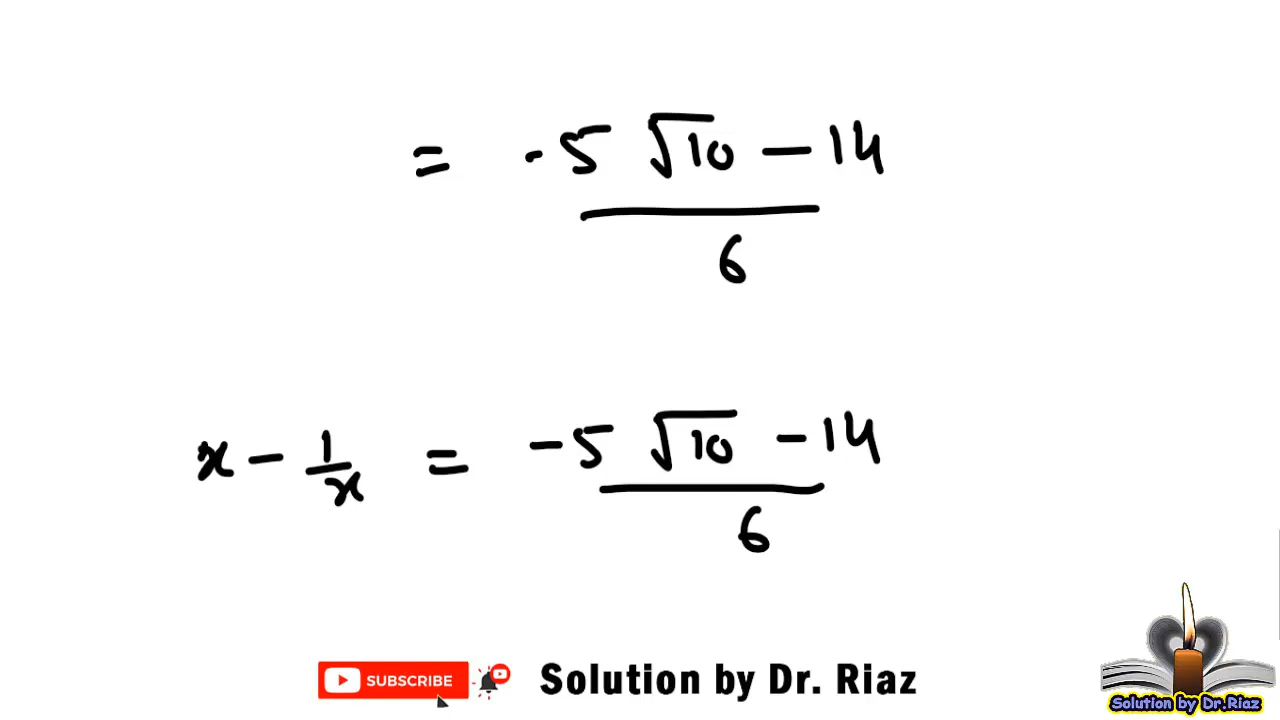 = -5 √10 - 14
6
x - 1/x = -5 √10 - 14
6
SUBSCRIBE Solution by Dr. Riaz
Solution by Dr.Riaz